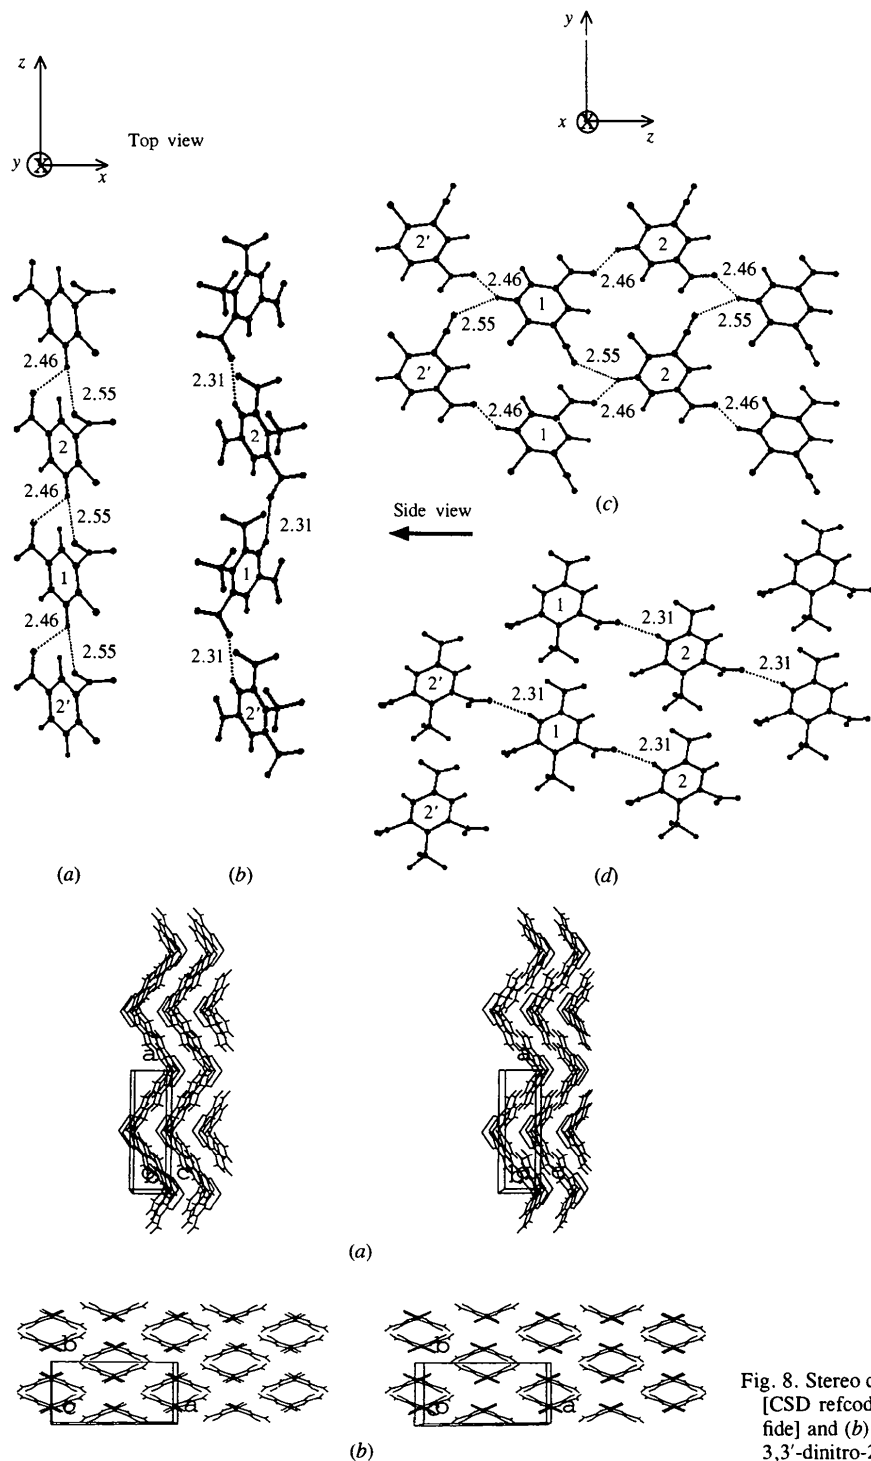 z
Top view
y x
y
x z
2.46
2.55
2
2.46
2.55
1
2.46
2.55
2′
(a)
2.31
2
2.31
1
2.31
2′
(b)
2′ 2
2.46 2.46 2.46
1
2.55 2.55
2.55
2′ 2
2.46 2.46 2.46
1
(c)
Side view
1
2.31
2
2′ 2.31 2.31
1
2.31
2
2′
(d)
a a
c
(a)
b b
c a a
(b)
Fig. 8. Stereo
[CSD
fide] and (b)
3,3′-dinitro-2